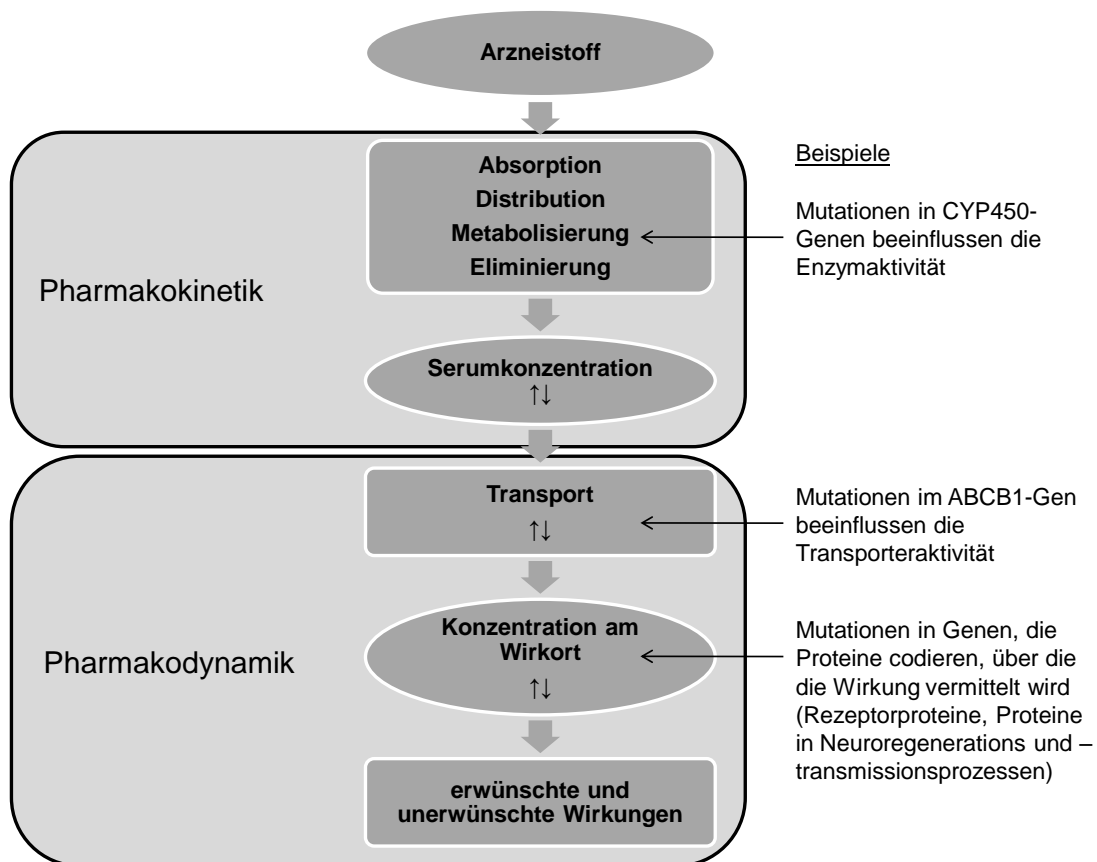 Arzneistoff
Pharmakokinetik
Absorption
Distribution
Metabolisierung
Eliminierung
Serumkonzentration
↑↓
Beispiele
Mutationen in CYP450-
Genen beeinflussen die
Enzymaktivität
Pharmakodynamik
Transport
↑↓
Konzentration am
Wirkort
↑↓
erwünschte und
unerwünschte Wirkungen
Mutationen im ABCB1-Gen
beeinflussen die
Transporteraktivität
Mutationen in Genen, die
Proteine codieren, über die
die Wirkung vermittelt wird
(Rezeptorproteine, Proteine
in Neuroregenerations und –
transmissionsprozessen)